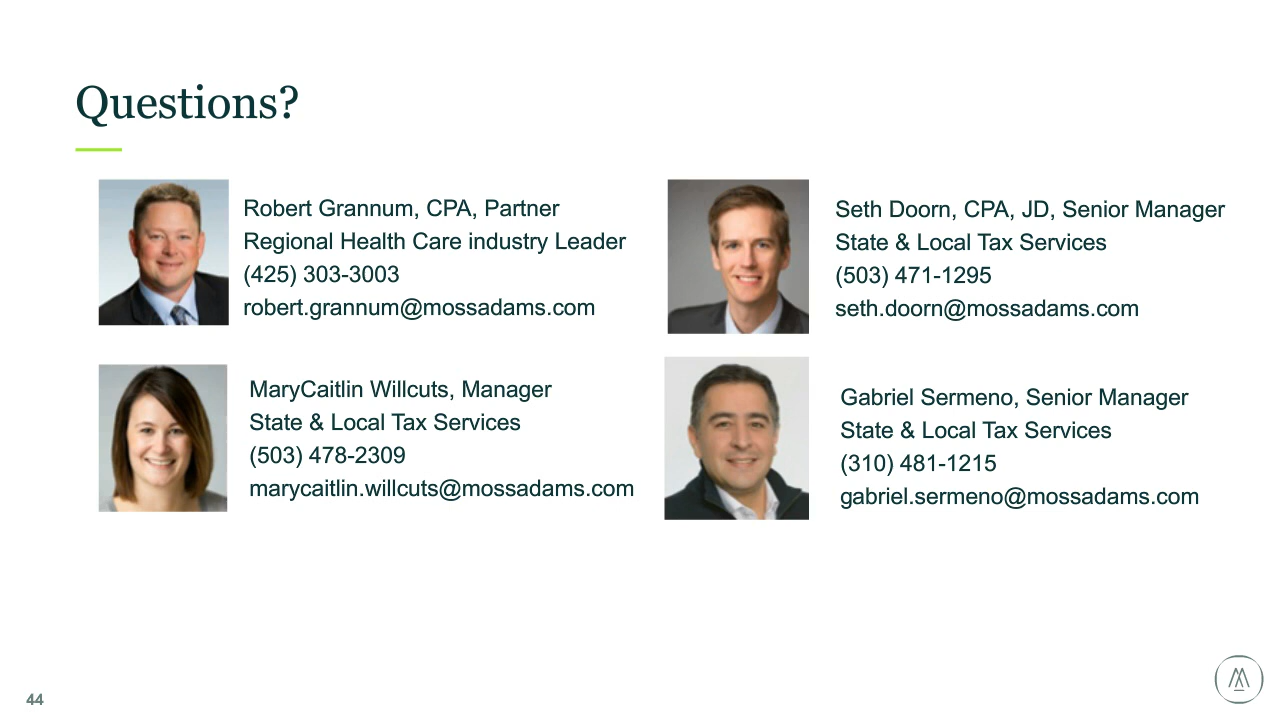 Questions?
Robert Grannum, CPA, Partner
Regional Health Care industry Leader
(425) 303-3003
robert.grannum@mossadams.com
Seth Doorn, CPA, JD, Senior Manager
State & Local Tax Services
(503) 471-1295
seth.doorn@mossadams.com
MaryCaitlin Willcuts, Manager
State & Local Tax Services
(503) 478-2309
marycaitlin.willcuts@mossadams.com
Gabriel Sermeno, Senior Manager
State & Local Tax Services
(310) 481-1215
gabriel.sermeno@mossadams.com
44